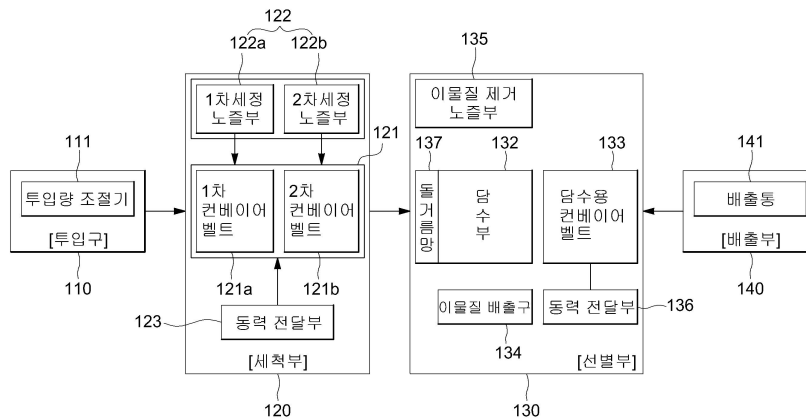 122
122a
122b
1차세정
노즐부
2차세정
노즐부
121
1차
컨베이어
벨트
2차
컨베이어
벨트
121a
121b
123
동력 전달부
[세척부]
120
111
투입량 조절기
[투입구]
110
135
이물질 제거
노즐부
137
132
133
돌
거
름
망
담
수
부
담수용
컨베이어
벨트
이물질 배출구
134
동력 전달부
136
[선별부]
130
141
배출통
[배출부]
140